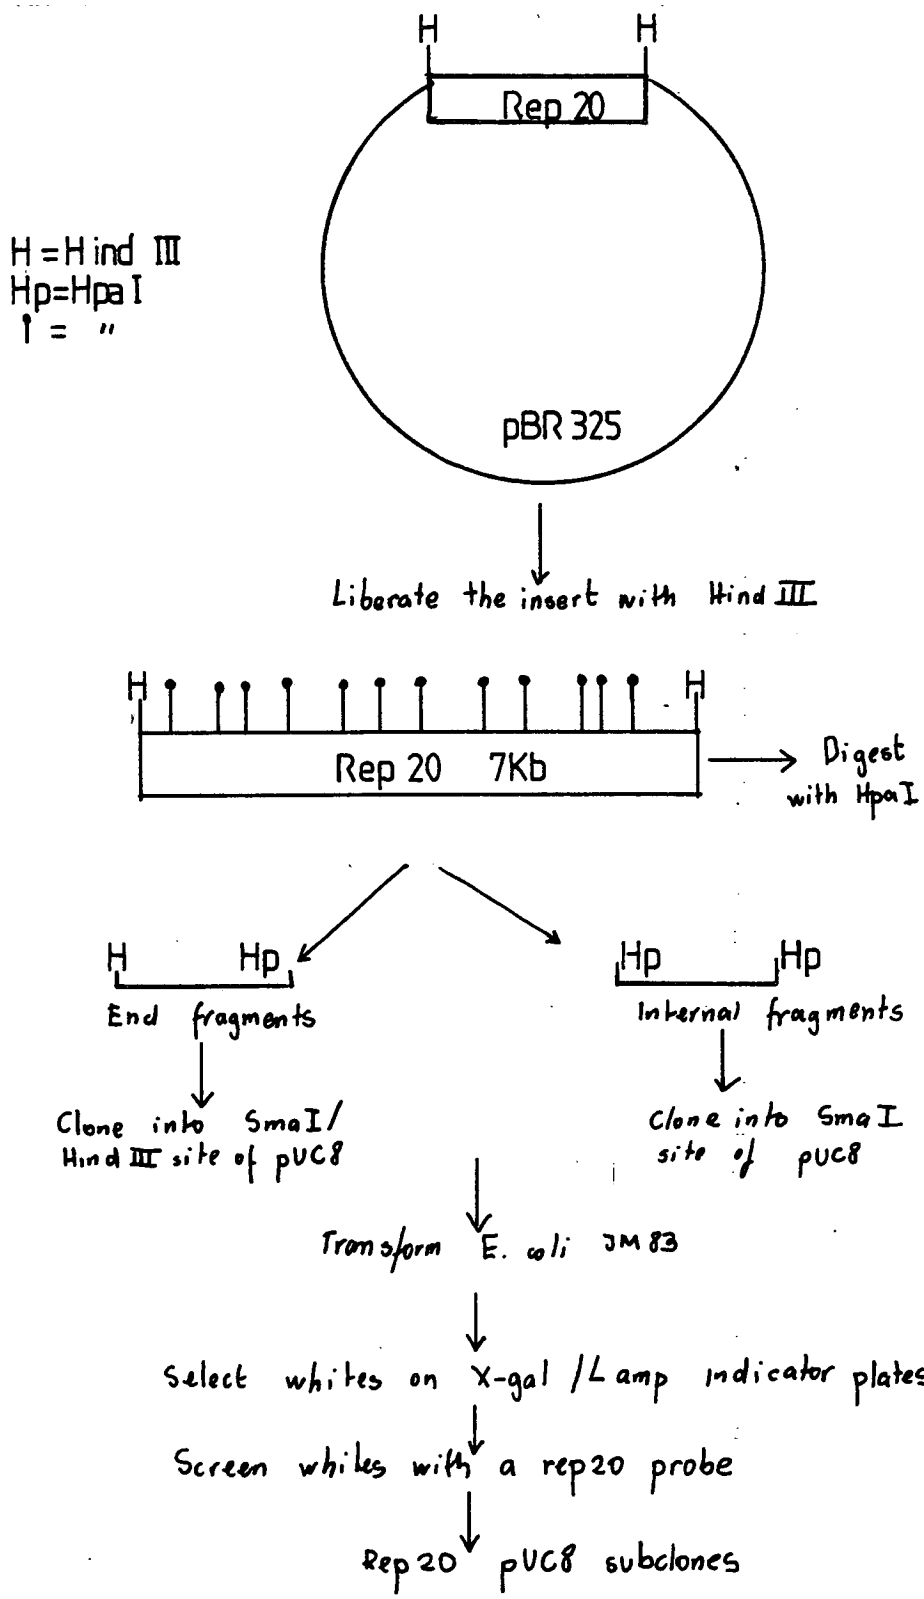 H H
Rep 20
H = Hind III
Hp=HpaI
= "
pBR 325
Liberate the insert with Hind III
H H
Rep 20 7Kb
Digest
with HpaI
H Hp
Hp Hp
End fragments
Internal fragments
Clone into SmaI/
Hind III site of pUC8
Clone into SmaI
site of pUC8
Transform E. coli JM83
Select whites on X-gal /L amp indicator plates
Screen whites with a rep20 probe
Rep 20 pUC8 subclones